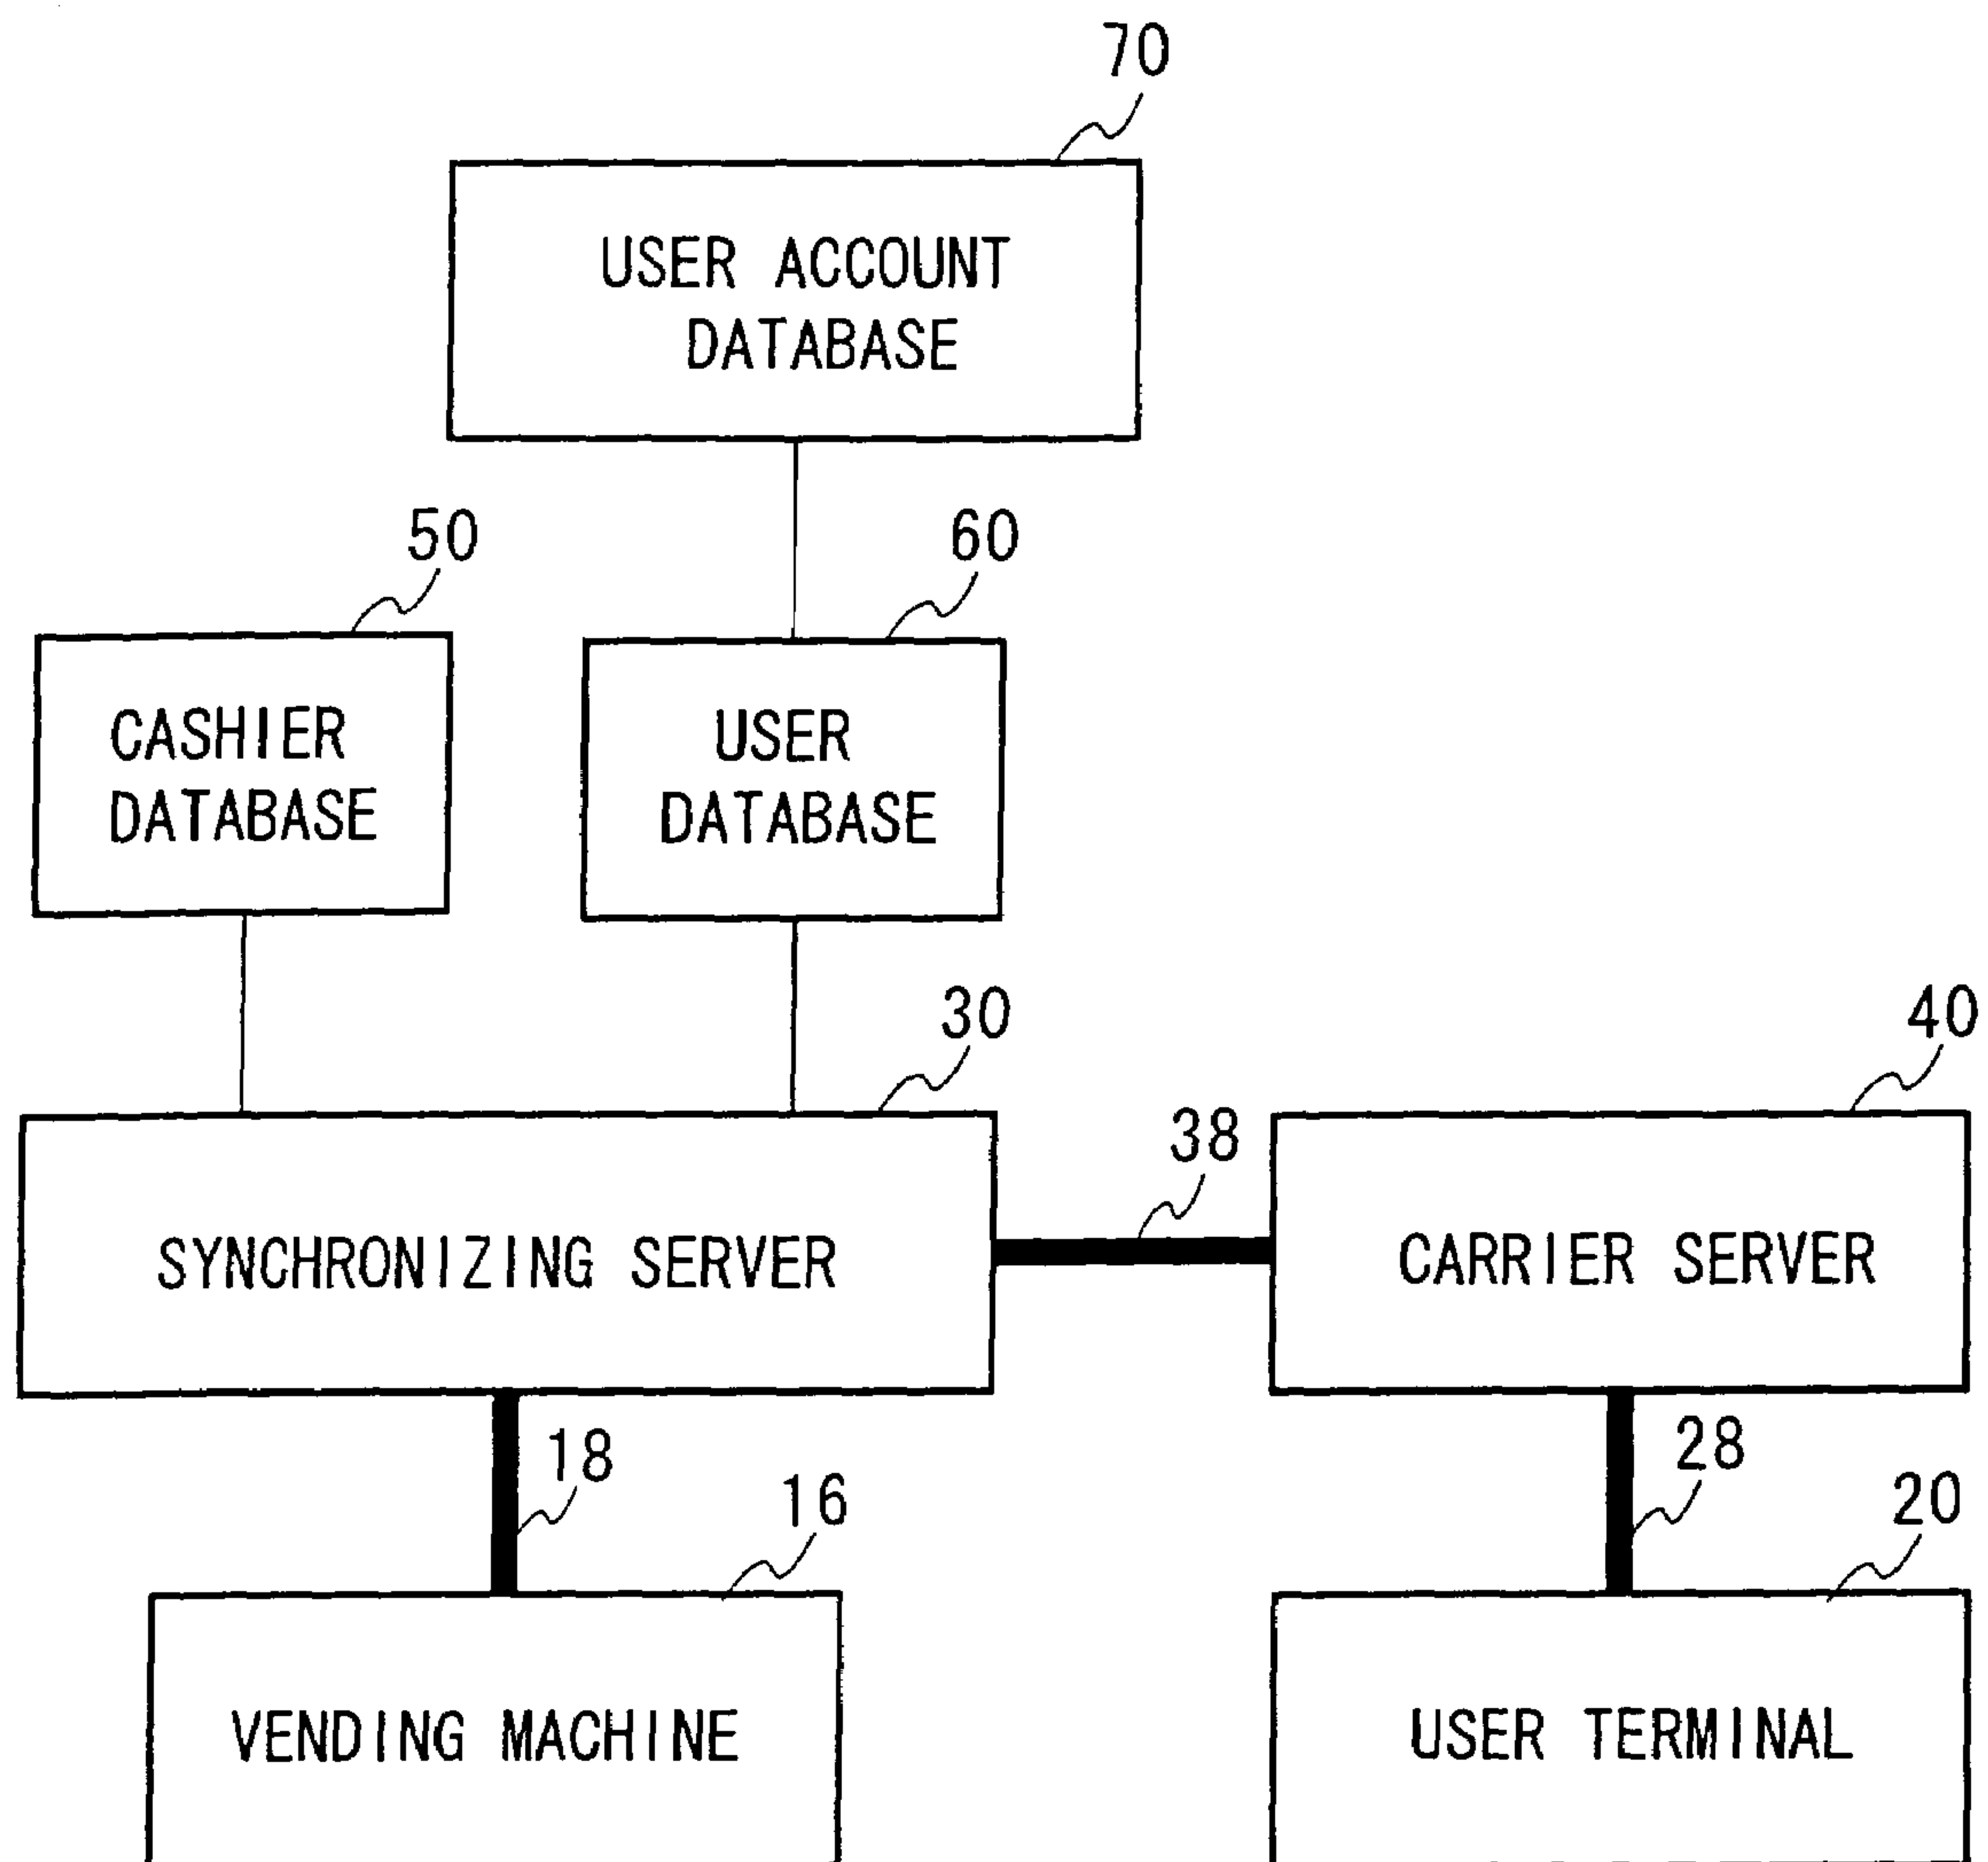 70
USER ACCOUNT
DATABASE
50
60
CASHIER
DATABASE
USER
DATABASE
30
40
38
SYNCHRONIZING SERVER
CARRIER SERVER
18
28
16
20
VENDING MACHINE
USER TERMINAL